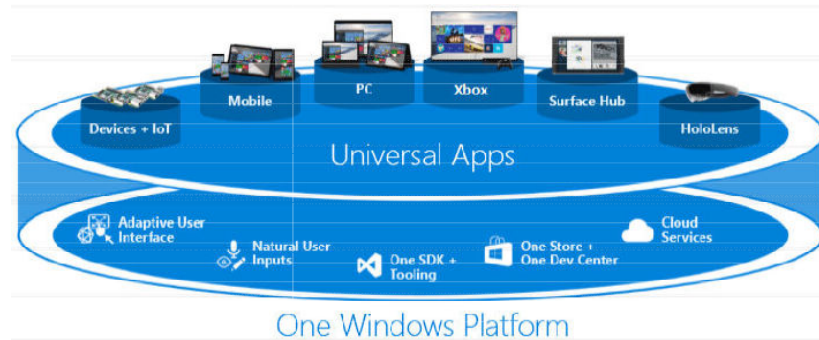 Devices + IoT
Mobile
PC
Xbox
Surface Hub
HoloLens
Universal Apps
Adaptive User
Interface
Natural User
Inputs
One SDK +
Tooling
One Store +
One Dev Center
Cloud
Services
One Windows Platform